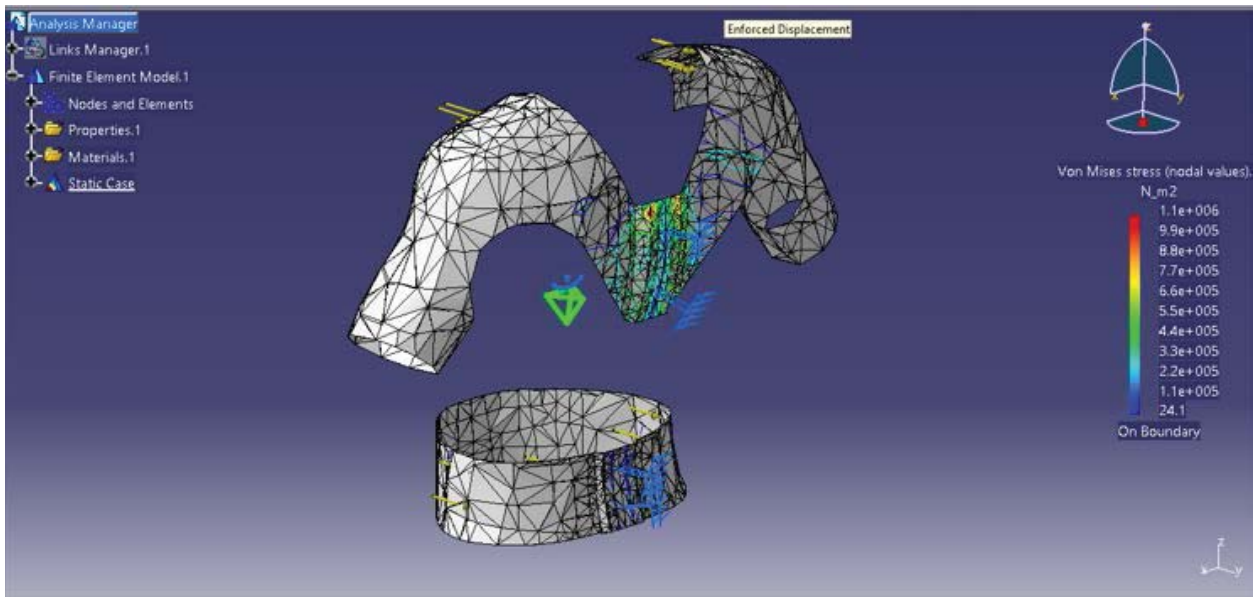 Analysis Manager
Links Manager.1
Finite Element Model.1
Nodes and Elements
Properties.1
Materials.1
Static Case
Enforced Displacement
Von Mises stress (nodal values).
N_m2
1.1e+006
9.9e+005
8.8e+005
7.7e+005
6.6e+005
5.5e+005
4.4e+005
3.3e+005
2.2e+005
1.1e+005
24.1
On Boundary
z
x
y